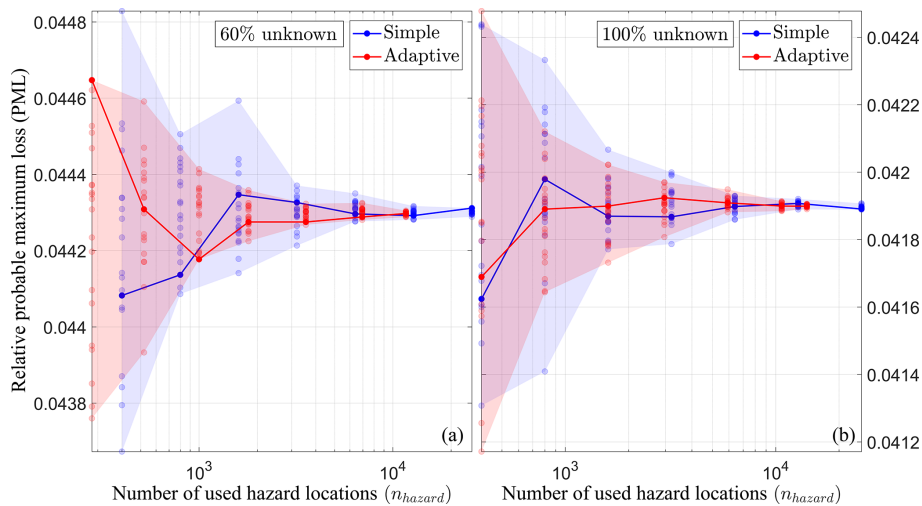 60% unknown
Simple
Adaptive
0.0448
0.0446
0.0444
0.0442
0.044
0.0438
Relative probable maximum loss (PML)
(a)
10³
10⁴
Number of used hazard locations (n_hazard)
100% unknown
Simple
Adaptive
0.0424
0.0422
0.042
0.0418
0.0416
0.0414
0.0412
(b)
10³
10⁴
Number of used hazard locations (n_hazard)